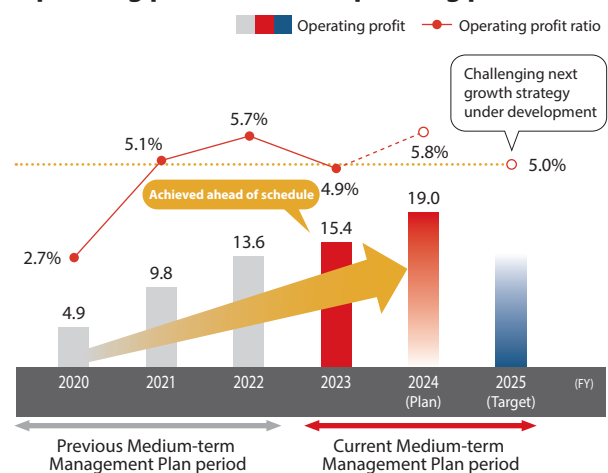 Operating profit Operating profit ratio
Challenging next
growth strategy
under development
5.7%
5.1%
5.8%
5.0%
4.9%
2.7%
Achieved ahead of schedule
19.0
15.4
13.6
9.8
4.9
2020 2021 2022 2023 2024 2025 (FY)
(Plan) (Target)
Previous Medium-term
Management Plan period
Current Medium-term
Management Plan period